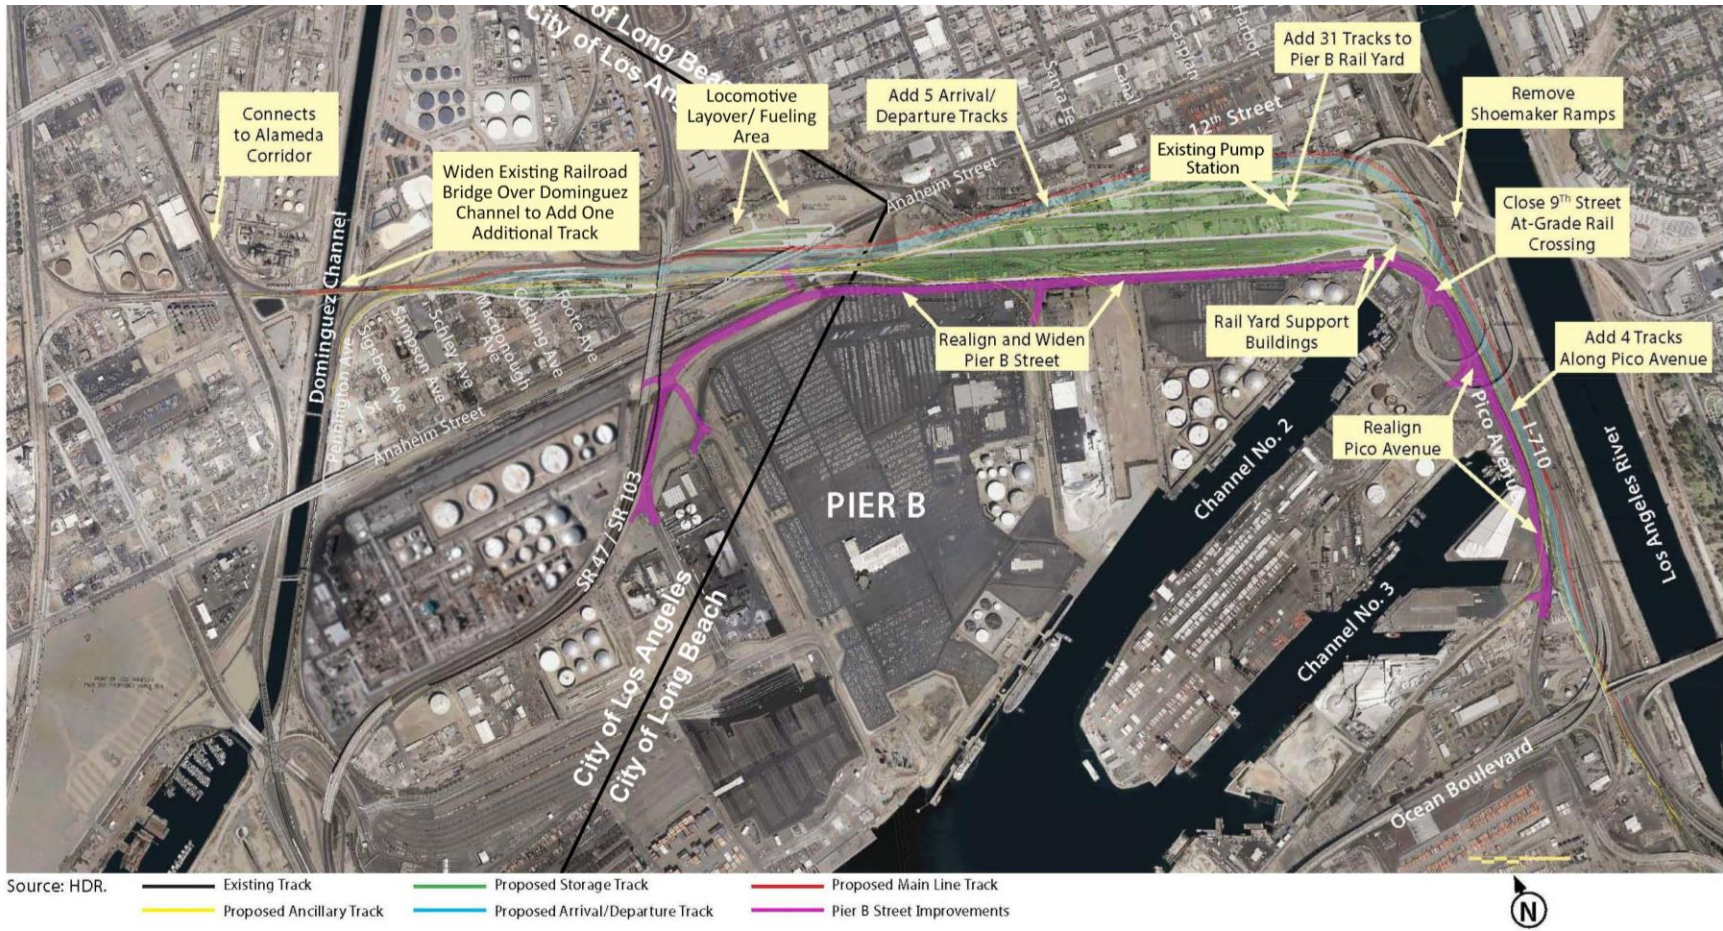 City of Long Beach
City of Los An
Connects
to Alameda
Corridor
Widen Existing Railroad
Bridge Over Dominguez
Channel to Add One
Additional Track
Locomotive
Layover/ Fueling
Area
Add 5 Arrival/
Departure Tracks
Add 31 Tracks to
Pier B Rail Yard
Remove
Shoemaker Ramps
Existing Pump
Station
Close 9Th Street
At-Grade Rail
Crossing
Rail Yard Support
Buildings
Add 4 Tracks
Along Pico Avenue
Realign and Widen
Pier B Street
Realign
Pico Avenue
Santa Fe
Canal
Caspian
Harbor
12th Street
Anaheim Street
Dominguez Channel
Pennington Ave
I St
Sigsbee Ave
Sampson Ave
Schley Ave
Macdonough
Ave
Cushing Ave
Foote Ave
Anaheim Street
SR 47 / SR 103
PIER B
City of Los Angeles
City of Long Beach
Channel No. 2
Channel No. 3
Pico Avenue
I-710
Los Angeles River
Ocean Boulevard
Source: HDR.
Existing Track
Proposed Storage Track
Proposed Main Line Track
Proposed Ancillary Track
Proposed Arrival/Departure Track
Pier B Street Improvements
N